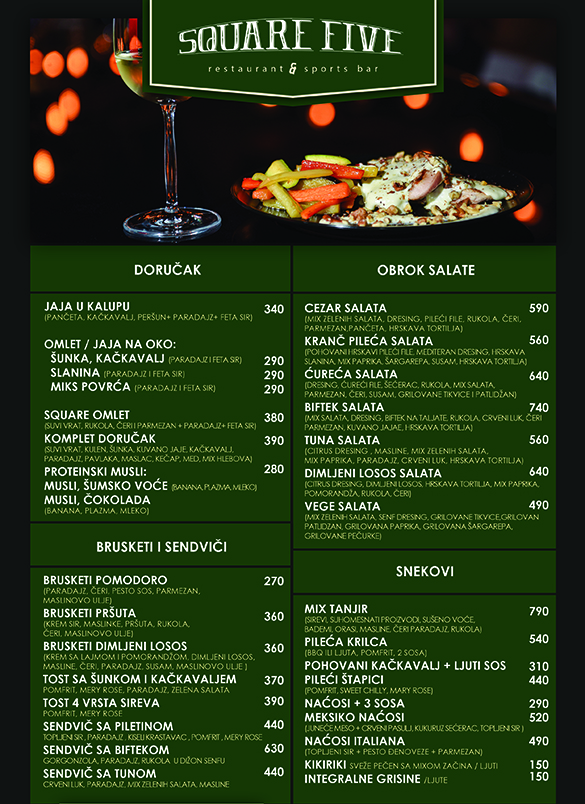 SQUARE FIVE
restaurant & sports bar
DORUČAK
JAJA U KALUPU 340
(PANČETA, KAČKAVALJ, PERŠUN+ PARADAJZ+ FETA SIR)
OMLET / JAJA NA OKO:
ŠUNKA, KAČKAVALJ (PARADAJZ I FETA SIR) 290
SLANINA (PARADAJZ I FETA SIR) 290
MIKS POVRĆA (PARADAJZ I FETA SIR) 290
SQUARE OMLET 380
(SUVI VRAT, RUKOLA, ČERI I PARMEZAN + PARADAJZ+ FETA SIR)
KOMPLET DORUČAK 390
(SUVI VRAT, KULEN, ŠUNKA, KUVANO JAJE, KAČKAVALJ,
PARADAJZ, PAVLAKA, MASLAC, KEČAP, MED, MIX HLEBOVA)
PROTEINSKI MUSLI: 280
MUSLI, ŠUMSKO VOĆE (BANANA,PLAZMA,MLEKO)
MUSLI, ČOKOLADA
(BANANA, PLAZMA, MLEKO)
BRUSKETI I SENDVIČI
BRUSKETI POMODORO 270
(PARADAJZ, ČERI, PESTO SOS, PARMEZAN,
MASLINOVO ULJE)
BRUSKETI PRŠUTA 360
(KREM SIR, MASLINKE, PRŠUTA, RUKOLA,
ČERI, MASLINOVO ULJE)
BRUSKETI DIMLJENI LOSOS 360
(KREM SA LAJMOM I POMORANDŽOM, DIMLJENI LOSOS,
MASLINE, ČERI, PARADAJZ, SUSAM, MASLINOVO ULJE )
TOST SA ŠUNKOM I KAČKAVALJEM 370
POMFRIT, MERY ROSE, PARADAJZ, ZELENA SALATA
TOST 4 VRSTA SIREVA 390
POMFRIT, MERY ROSE
SENDVIČ SA PILETINOM 440
TOPLJENI SIR , PARADAJZ , KISELI KRASTAVAC , POMFRIT , MERY ROSE
SENDVIČ SA BIFTEKOM 630
GORGONZOLA, PARADAJZ, RUKOLA U DIŽON SENFU
SENDVIČ SA TUNOM 440
CRVENI LUK, PARADAJZ, MIX ZELENIH SALATA, MASLINE
OBROK SALATE
CEZAR SALATA 590
(MIX ZELENIH SALATA, DRESING, PILEĆI FILE, RUKOLA, ČERI,
PARMEZAN,PANČETA, HRSKAVA TORTILJA)
KRANČ PILEĆA SALATA 560
(POHOVANI HRSKAVI PILEĆI FILE, MEDITERAN DRESING, HRSKAVA
SLANINA, MIX PAPRIKA, ŠARGAREPA, SUSAM, HRSKAVA TORTILJA)
ĆUREĆA SALATA 640
(DRESING, ĆUREĆI FILE, ŠEĆERAC, RUKOLA, MIX SALATA,
PARMEZAN, ČERI, SUSAM, GRILOVANE TIKVICE I PATLIDŽAN)
BIFTEK SALATA 740
(MIX SALATA, DRESING, BIFTEK NA TALJATE, RUKOLA, CRVENI LUK, ČERI
PARMEZAN, KUVANO JAJAE, HRSKAVA TORTILJA)
TUNA SALATA 560
(CITRUS DRESING , MASLINE, MIX ZELENIH SALATA,
MIX PAPRIKA, PARADAJZ, CRVENI LUK, HRSKAVA TORTILJA)
DIMLJENI LOSOS SALATA 640
(CITRUS DRESING, DIMLJENI LOSOS, HRSKAVA TORTILJA, MIX PAPRIKA,
POMORANDŽA, RUKOLA, ČERI)
VEGE SALATA 490
(MIX ZELENIH SALATA, SENF DRESING, GRILOVANE TIKVICE,GRILOVAN
PATLIDZAN, GRILOVANA PAPRIKA, GRILOVANA ŠARGAREPA,
GRILOVANE PEČURKE)
SNEKOVI
MIX TANJIR 790
(SIREVI, SUHOMESNATI PROIZVODI, SUŠENO VOĆE,
BADEMI, ORASI, MASLINE, ČERI PARADAJZ, RUKOLA)
PILEĆA KRILCA 540
(BBQ ILI LJUTA, POMFRIT, 2 SOSA)
POHOVANI KAČKAVALJ + LJUTI SOS 310
PILEĆI ŠTAPICI 440
(POMFRIT, SWEET CHILLY, MARY ROSE)
NAĆOSI + 3 SOSA 290
MEKSIKO NAĆOSI 520
(JUNEĆE MESO + CRVENI PASULJ, KUKURUZ SEĆERAC, TOPLJENI SIR )
NAĆOSI ITALIANA 490
(TOPLJENI SIR + PESTO ĐENOVEZE + PARMEZAN)
KIKIRIKI SVEŽE PEČEN SA MIXOM ZAČINA / LJUTI 150
INTEGRALNE GRISINE /LJUTE 150